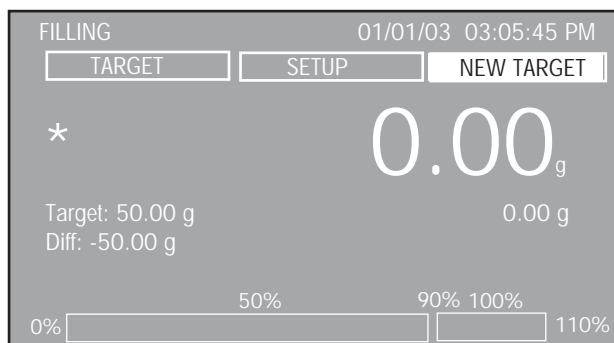 FILLING 01/01/03 03:05:45 PM
TARGET SETUP NEW TARGET
* 0.00 g
Target: 50.00 g 0.00 g
Diff: -50.00 g
50% 90% 100%
0% 110%